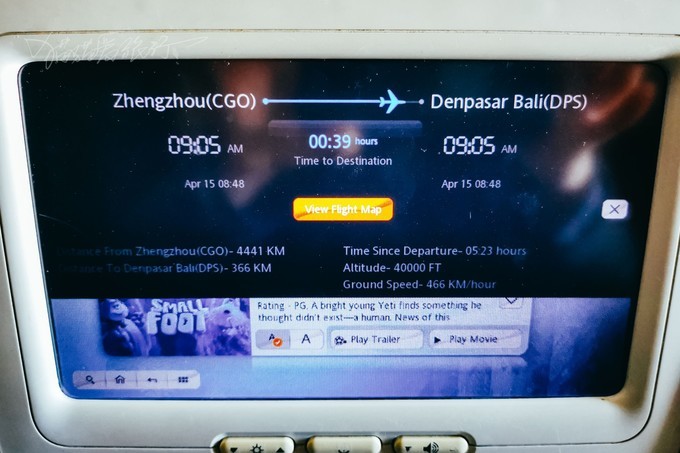 Zhengzhou(CGO)
Denpasar Bali(DPS)
09:05 AM
00:39 hours
Time to Destination
09:05 AM
Apr 15 08:48
Apr 15 08:48
View Flight Map
From Zhengzhou(CGO)- 4441 KM
Time Since Departure- 05:23 hours
To Denpasar Bali(DPS)- 366 KM
Altitude- 40000 FT
Ground Speed- 466 KM/hour
SMALL
FOOT
Rating - PG. A bright young Yeti finds something he
thought didn't exist—a human. News of this
A A
Play Trailer
Play Movie